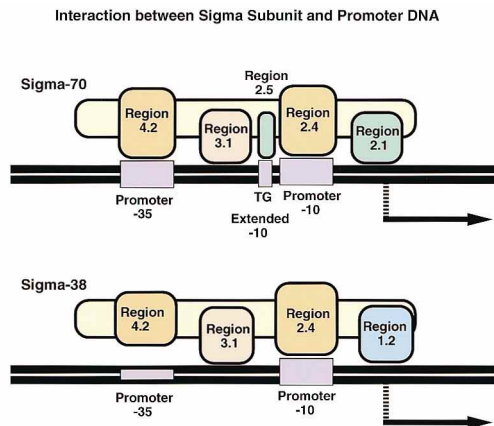 Interaction between Sigma Subunit and Promoter DNA
Sigma-70
Region
2.5
Region
4.2
Region
3.1
Region
2.4
Region
2.1
Promoter
-35
TG
Extended
-10
Promoter
-10
Sigma-38
Region
4.2
Region
3.1
Region
2.4
Region
1.2
Promoter
-35
Promoter
-10